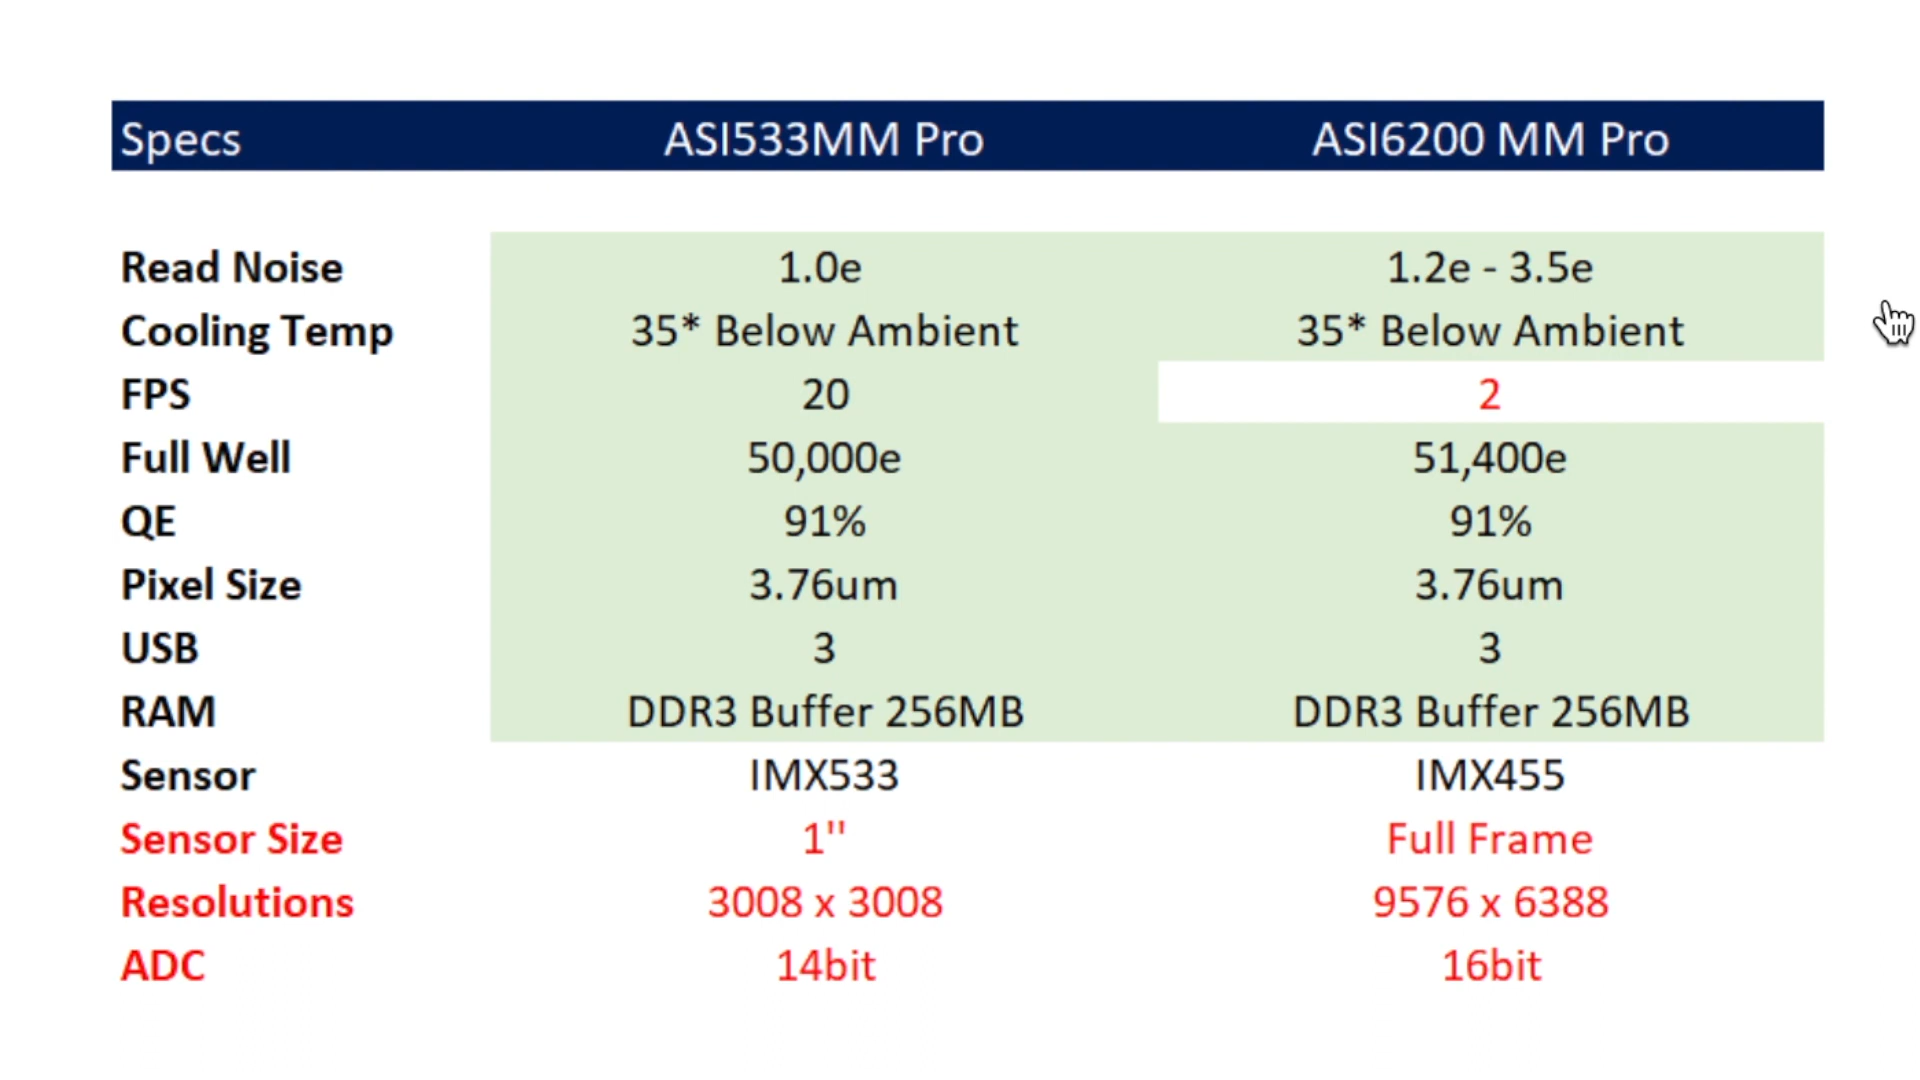 Specs ASI533MM Pro ASI6200 MM Pro
Read Noise 1.0e 1.2e - 3.5e
Cooling Temp 35* Below Ambient 35* Below Ambient
FPS 20 2
Full Well 50,000e 51,400e
QE 91% 91%
Pixel Size 3.76um 3.76um
USB 3 3
RAM DDR3 Buffer 256MB DDR3 Buffer 256MB
Sensor IMX533 IMX455
Sensor Size 1" Full Frame
Resolutions 3008 x 3008 9576 x 6388
ADC 14bit 16bit